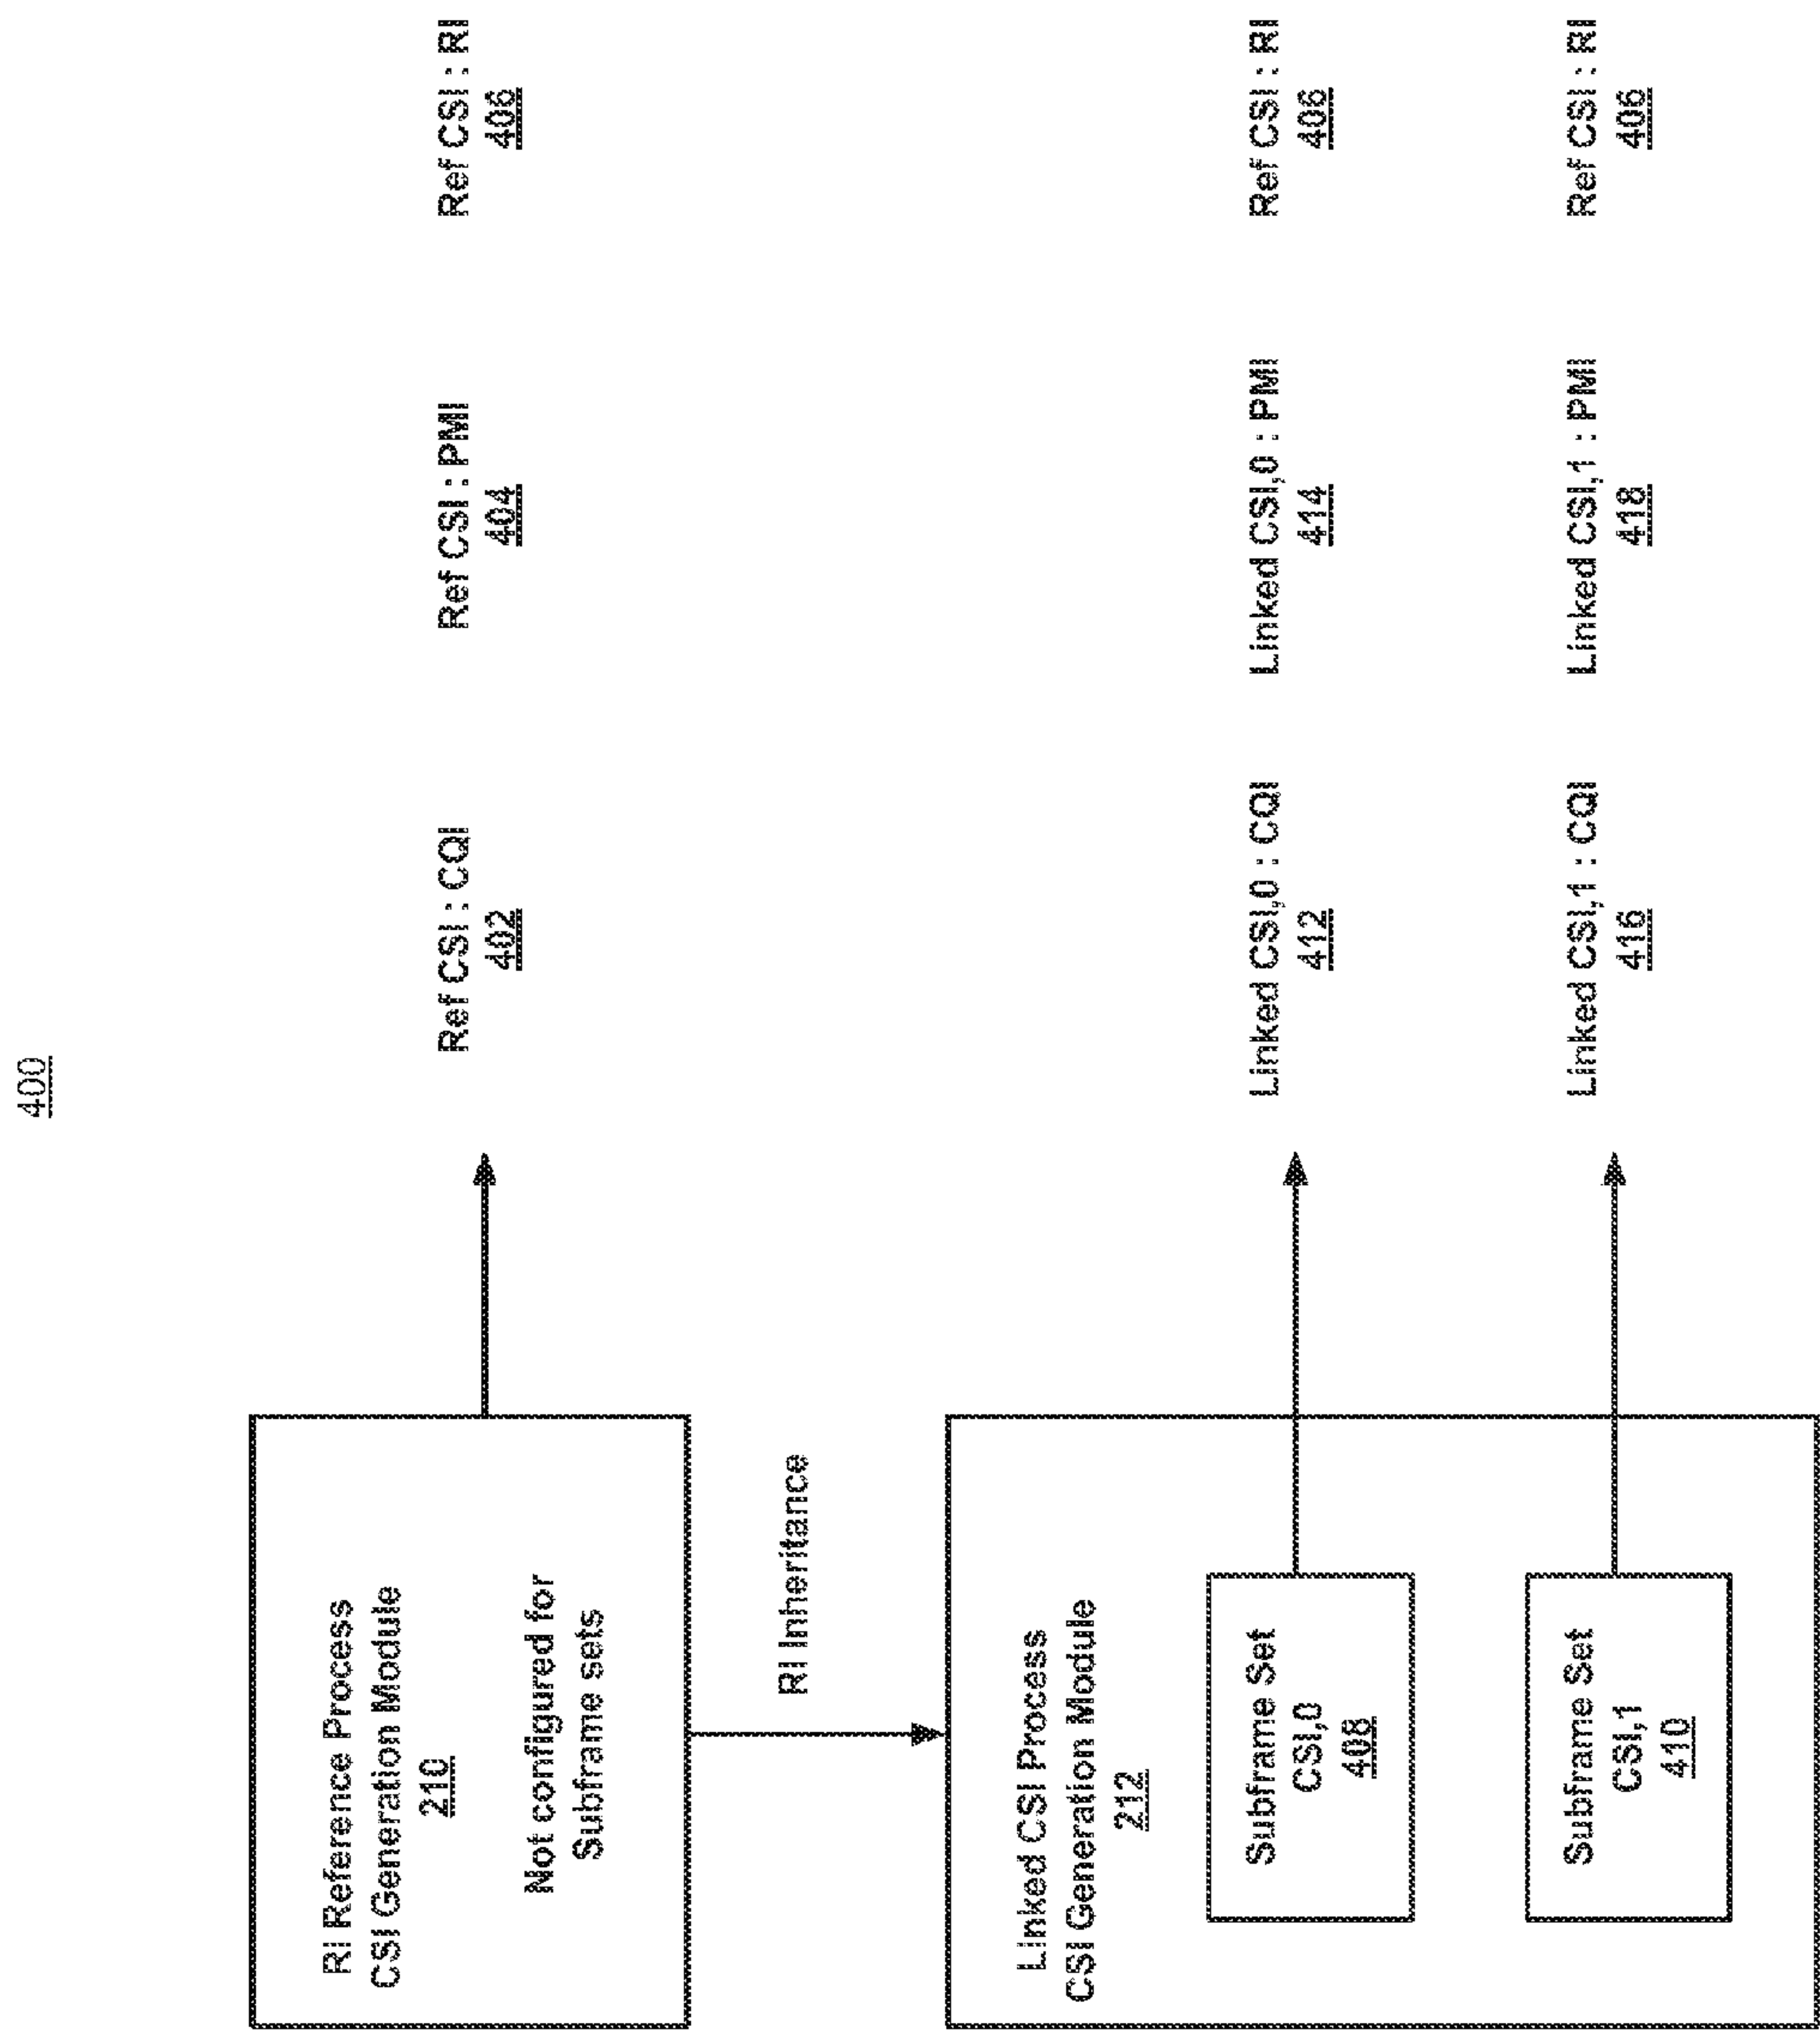 400
RI Reference Process
CSI Generation Module
210
Not configured for
Subframe sets
Ref CSI : CQI
402
Ref CSI : PMI
404
Ref CSI : RI
406
RI Inheritance
Linked CSI Process
CSI Generation Module
212
Subframe Set
CSI,0
408
Linked CSI,0 : CQI
412
Linked CSI,0 : PMI
414
Ref CSI : RI
406
Subframe Set
CSI,1
410
Linked CSI,1 : CQI
416
Linked CSI,1 : PMI
418
Ref CSI : RI
406